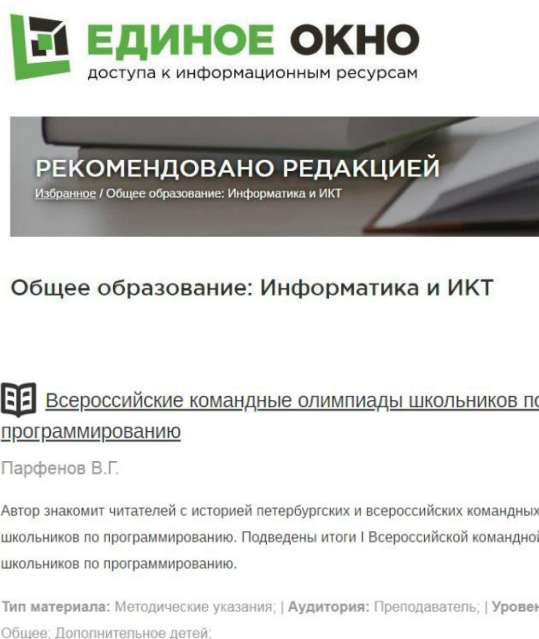 ЕДИНОЕ ОКНО
доступа к информационным ресурсам
РЕКОМЕНДОВАНО РЕДАКЦИЕЙ
Избранное / Общее образование: Информатика и ИКТ
Общее образование: Информатика и ИКТ
Всероссийские командные олимпиады школьников по
программированию
Парфенов В.Г.
Автор знакомит читателей с историей петербургских и всероссийских командных
школьников по программированию. Подведены итоги I Всероссийской командной
школьников по программированию.
Тип материала: Методические указания; | Аудитория: Преподаватель; |
Общее; Дополнительное детей;